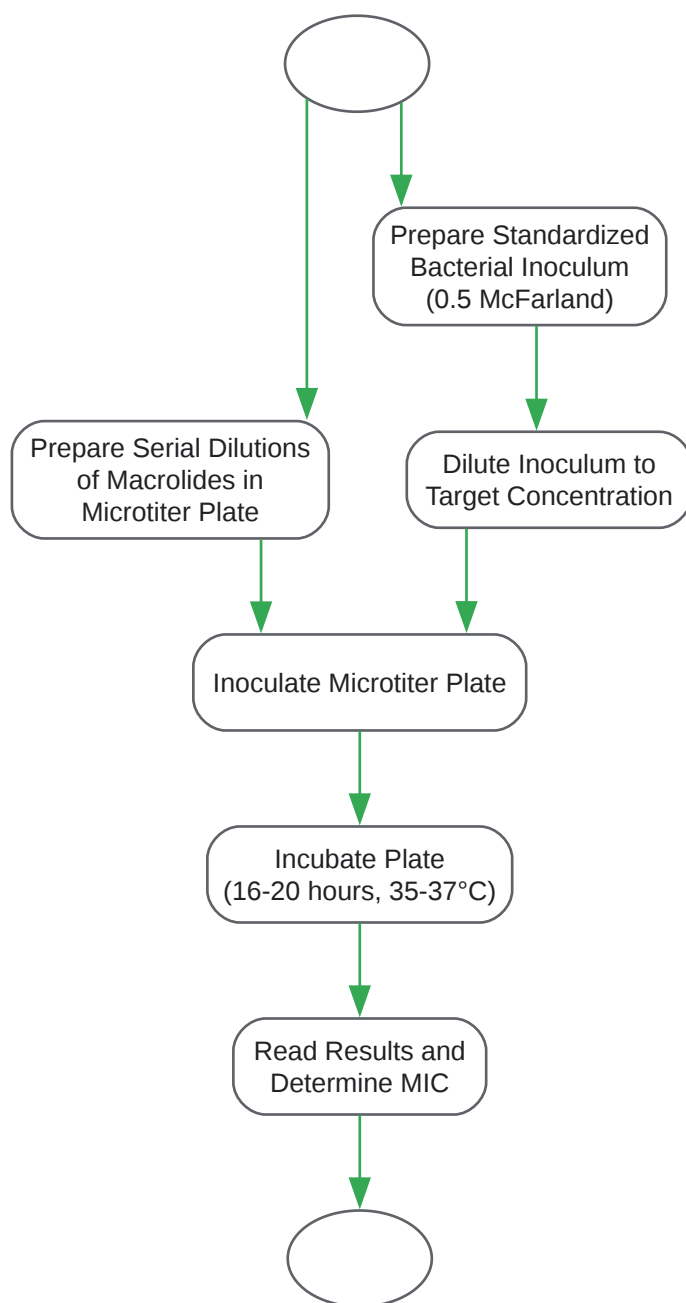 Prepare Standardized
Bacterial Inoculum
(0.5 McFarland)
Prepare Serial Dilutions
of Macrolides in
Microtiter Plate
Dilute Inoculum to
Target Concentration
Inoculate Microtiter Plate
Incubate Plate
(16-20 hours, 35-37°C)
Read Results and
Determine MIC